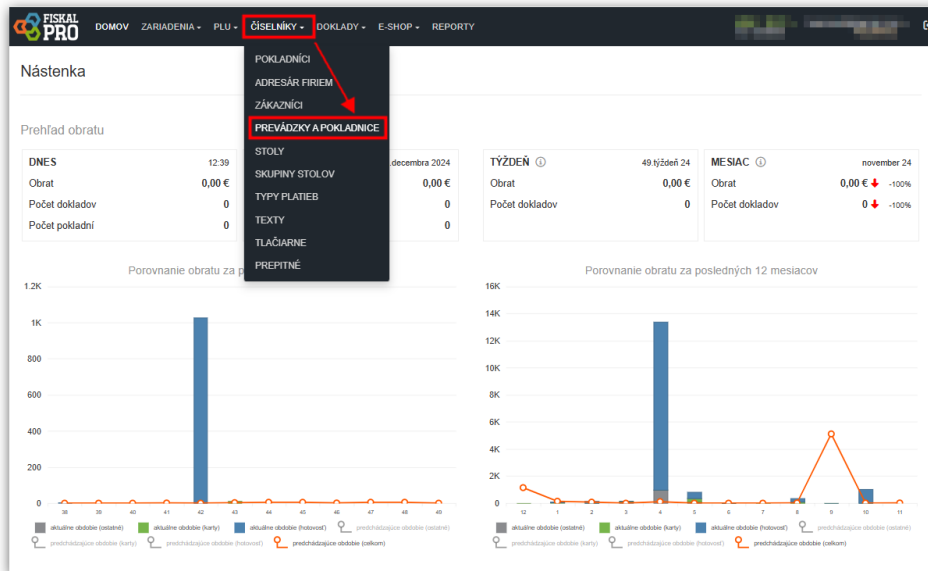 FISKAL
PRO
DOMOV ZARIADENIA PLU ČÍSELNÍKY DOKLADY E-SHOP REPORTY
POKLADNÍCI
ADRESÁR FIRIEM
ZÁKAZNÍCI
PREVÁDZKY A POKLADNICE
STOLY
SKUPINY STOLOV
TYPY PLATIEB
TEXTY
TLAČIARNE
PREPITNÉ
Nástenka
Prehľad obratu
DNES 12:39
Obrat 0,00 €
Počet dokladov 0
Počet pokladní 0
decembra 2024
0,00 €
0
0
TÝŽDEŇ 49.týždeň 24
Obrat 0,00 €
Počet dokladov 0
MESIAC november 24
Obrat 0,00 € -100%
Počet dokladov 0 -100%
Porovnanie obratu za p
1.2K
1K
800
600
400
200
0
38 39 40 41 42 43 44 45 46 47 48 49
aktuálne obdobie (ostatné) aktuálne obdobie (karty) aktuálne obdobie (hotovosť) predchádzajúce obdobie (ostatné)
predchádzajúce obdobie (karty) predchádzajúce obdobie (hotovosť) predchádzajúce obdobie (celkom)
Porovnanie obratu za posledných 12 mesiacov
16K
14K
12K
10K
8K
6K
4K
2K
0
12 1 2 3 4 5 6 7 8 9 10 11
aktuálne obdobie (ostatné) aktuálne obdobie (karty) aktuálne obdobie (hotovosť) predchádzajúce obdobie (ostatné)
predchádzajúce obdobie (karty) predchádzajúce obdobie (hotovosť) predchádzajúce obdobie (celkom)